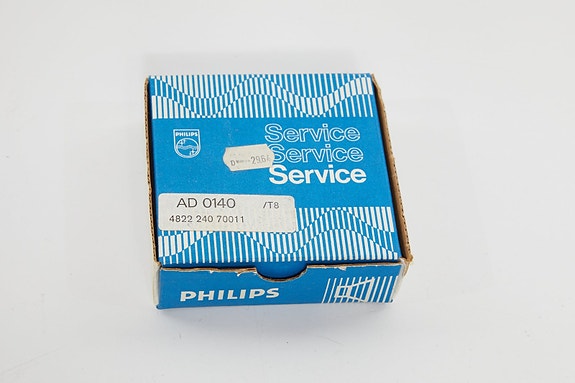 PHILIPS
Service
Service
Service
AD 0140 /T8
4822 240 70011
PHILIPS